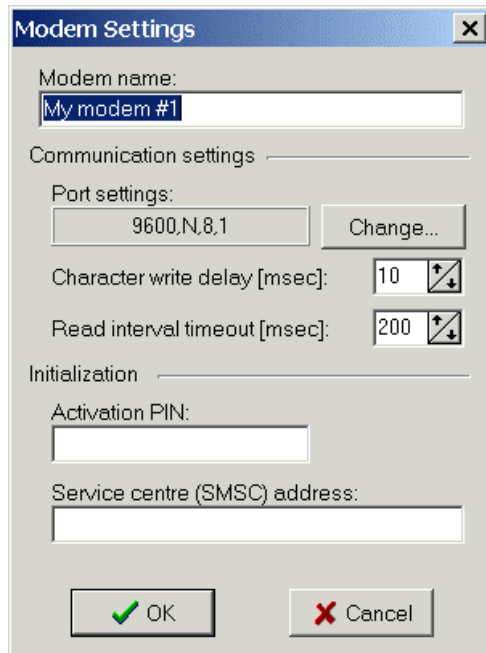 Modem Settings
Modem name:
My modem #1
Communication settings
Port settings:
9600,N,8,1
Change...
Character write delay [msec]:
10
Read interval timeout [msec]:
200
Initialization
Activation PIN:
Service centre (SMSC) address:
OK
Cancel